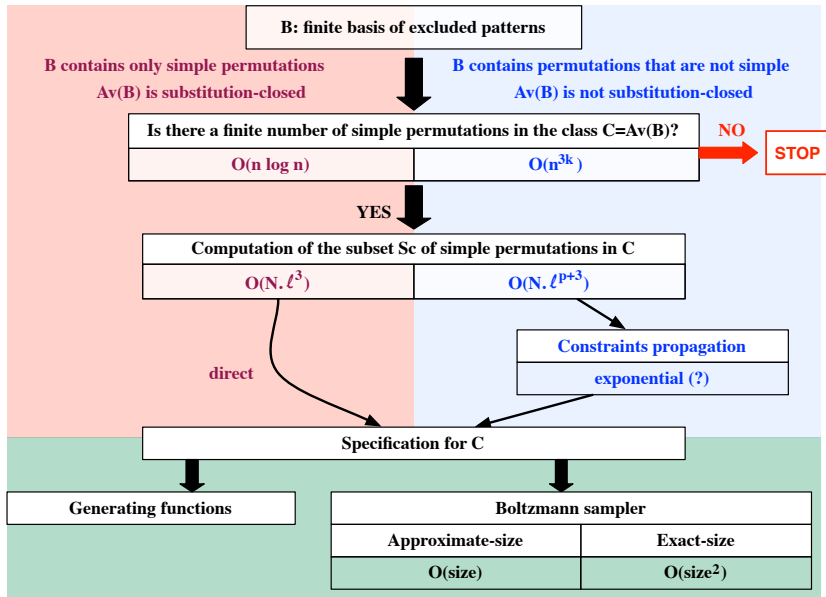 B: finite basis of excluded patterns
B contains only simple permutations
Av(B) is substitution-closed
B contains permutations that are not simple
Av(B) is not substitution-closed
Is there a finite number of simple permutations in the class C=Av(B)?
O(n log n)
O(n^{3k})
NO
STOP
YES
Computation of the subset Sc of simple permutations in C
O(N.ℓ^3)
O(N.ℓ^{p+3})
Constraints propagation
exponential (?)
direct
Specification for C
Generating functions
Boltzmann sampler
Approximate-size
Exact-size
O(size)
O(size^2)